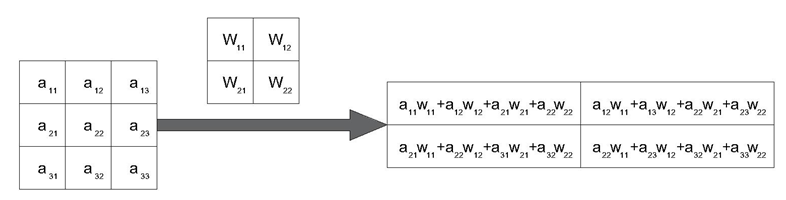 w₁₁ w₁₂
w₂₁ w₂₂
a₁₁ a₁₂ a₁₃
a₂₁ a₂₂ a₂₃
a₃₁ a₃₂ a₃₃
a₁₁w₁₁+a₁₂w₁₂+a₂₁w₂₁+a₂₂w₂₂ a₁₂w₁₁+a₁₃w₁₂+a₂₂w₂₁+a₂₃w₂₂
a₂₁w₁₁+a₂₂w₁₂+a₃₁w₂₁+a₃₂w₂₂ a₂₂w₁₁+a₂₃w₁₂+a₃₂w₂₁+a₃₃w₂₂